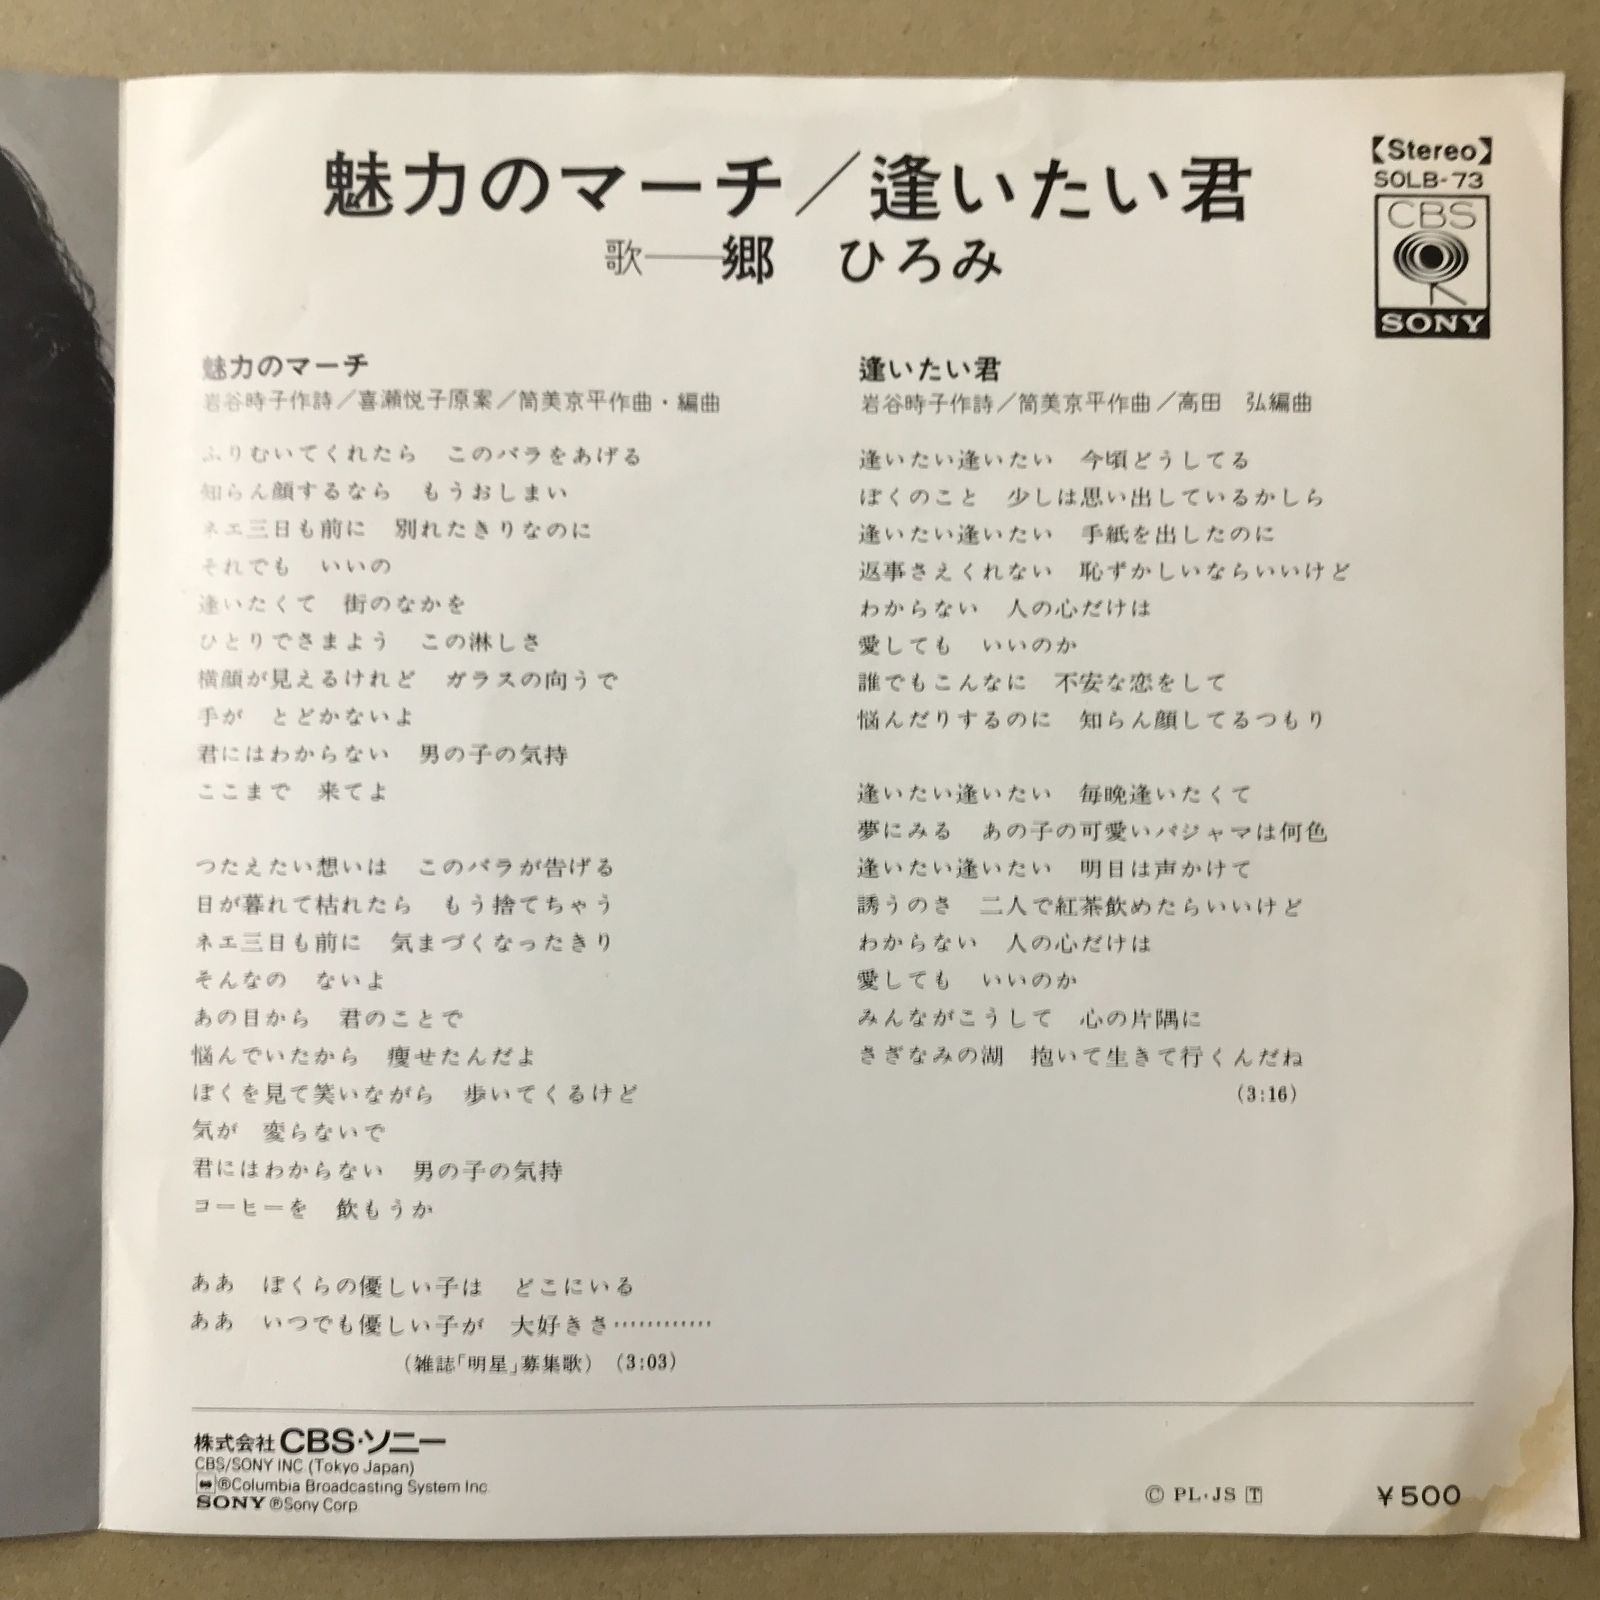 魅力のマーチ／逢いたい君
歌――郷　ひろみ
【Stereo】
SOLB-73
CBS
SONY
魅力のマーチ
岩谷時子作詩／喜瀬悦子原案／筒美京平作曲・編曲
ふりむいてくれたら　このバラをあげる
知らん顔するなら　もうおしまい
ネエ三日も前に　別れたきりなのに
それでも　いいの
逢いたくて　街のなかを
ひとりでさまよう　この淋しさ
横顔が見えるけれど　ガラスの向うで
手が　とどかないよ
君にはわからない　男の子の気持
ここまで　来てよ
つたえたい想いは　このバラが告げる
日が暮れて枯れたら　もう捨てちゃう
ネエ三日も前に　気まづくなったきり
そんなの　ないよ
あの日から　君のことで
悩んでいたから　痩せたんだよ
ぼくを見て笑いながら　歩いてくるけど
気が　変らないで
君にはわからない　男の子の気持
コーヒーを　飲もうか
ああ　ぼくらの優しい子は　どこにいる
ああ　いつでも優しい子が　大好きさ…………
（雑誌「明星」募集歌）（3:03）
逢いたい君
岩谷時子作詩／筒美京平作曲／高田　弘編曲
逢いたい逢いたい　今頃どうしてる
ぼくのこと　少しは思い出しているかしら
逢いたい逢いたい　手紙を出したのに
返事さえくれない　恥ずかしいならいいけど
わからない　人の心だけは
愛しても　いいのか
誰でもこんなに　不安な恋をして
悩んだりするのに　知らん顔してるつもり
逢いたい逢いたい　毎晩逢いたくて
夢にみる　あの子の可愛いパジャマは何色
逢いたい逢いたい　明日は声かけて
誘うのさ　二人で紅茶飲めたらいいけど
わからない　人の心だけは
愛しても　いいのか
みんながこうして　心の片隅に
さざなみの湖　抱いて生きて行くんだね
（3:16）
株式会社CBS・ソニー
CBS/SONY INC. (Tokyo Japan)
®Columbia Broadcasting System Inc.
SONY ®Sony Corp.
© PL・JS T
￥500